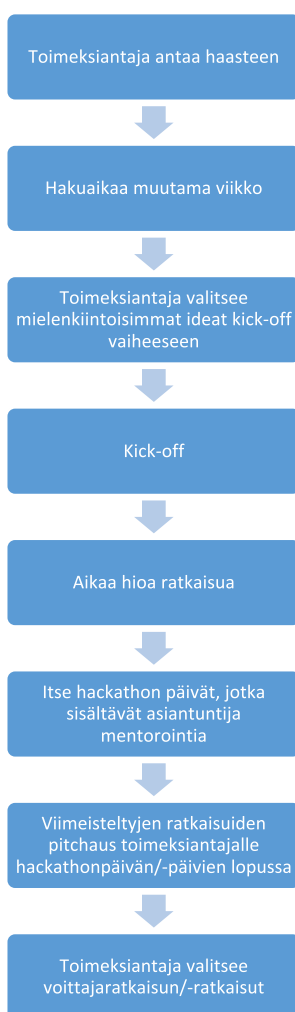 Toimeksiantaja antaa haasteen
Hakuaikaa muutama viikko
Toimeksiantaja valitsee
mielenkiintoisimmat ideat kick-off
vaiheeseen
Kick-off
Aikaa hioa ratkaisua
Itse hackathon päivät, jotka
sisältävät asiantuntija
mentorointia
Viimeisteltyjen ratkaisuiden
pitchaus toimeksiantajalle
hackathonpäivän/-päivien lopussa
Toimeksiantaja valitsee
voittajaratkaisun/-ratkaisut